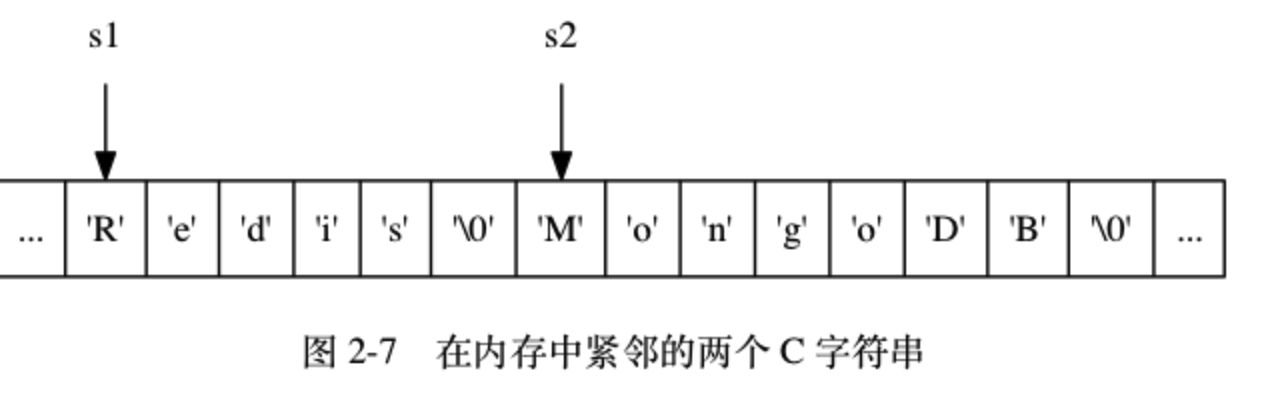 s1 s2
... 'R' 'e' 'd' 'i' 's' '\0' 'M' 'o' 'n' 'g' 'o' 'D' 'B' '\0' ...
图 2-7 在内存中紧邻的两个 C 字符串